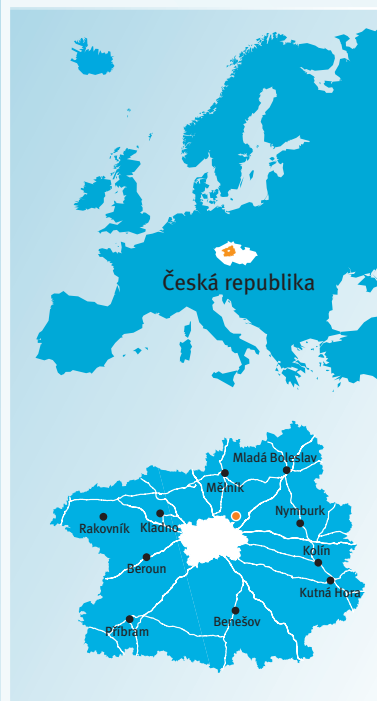 Česká republika
Mladá Boleslav
Mělník
Nymburk
Rakovník
Kladno
Kolín
Beroun
Kutná Hora
Příbram
Benešov